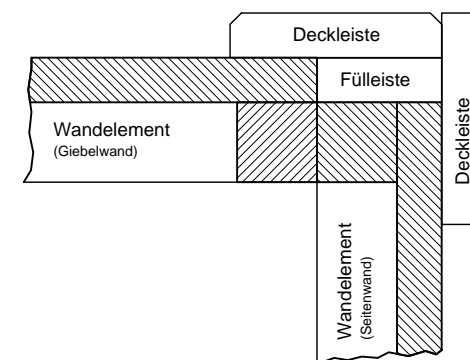 Deckleiste
Fülleiste
Deckleiste
Wandelement
(Giebelwand)
Wandelement
(Seitenwand)